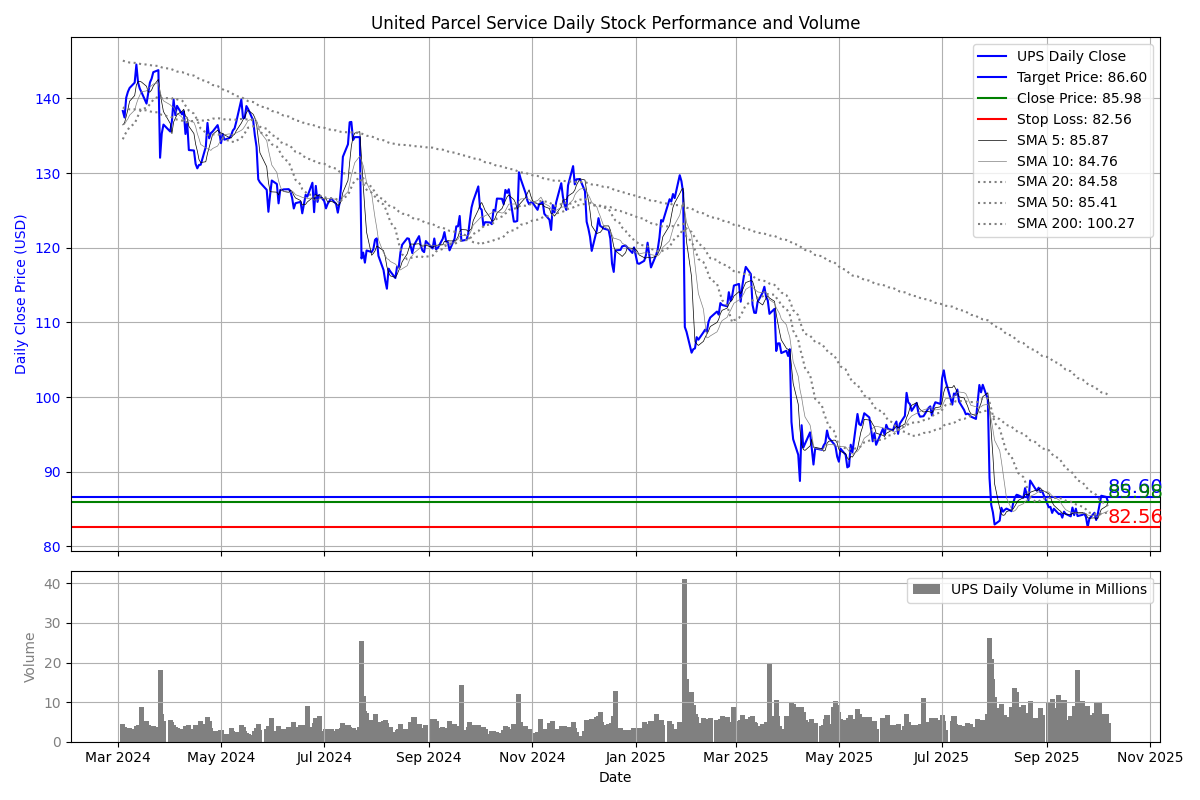 United Parcel Service Daily Stock Performance and Volume
Daily Close Price (USD)
140
130
120
110
100
90
80
UPS Daily Close
Target Price: 86.60
Close Price: 85.98
Stop Loss: 82.56
SMA 5: 85.87
SMA 10: 84.76
SMA 20: 84.58
SMA 50: 85.41
SMA 200: 100.27
86.60
85.98
82.56
Volume
40
30
20
10
0
UPS Daily Volume in Millions
Mar 2024 May 2024 Jul 2024 Sep 2024 Nov 2024 Jan 2025 Mar 2025 May 2025 Jul 2025 Sep 2025 Nov 2025
Date